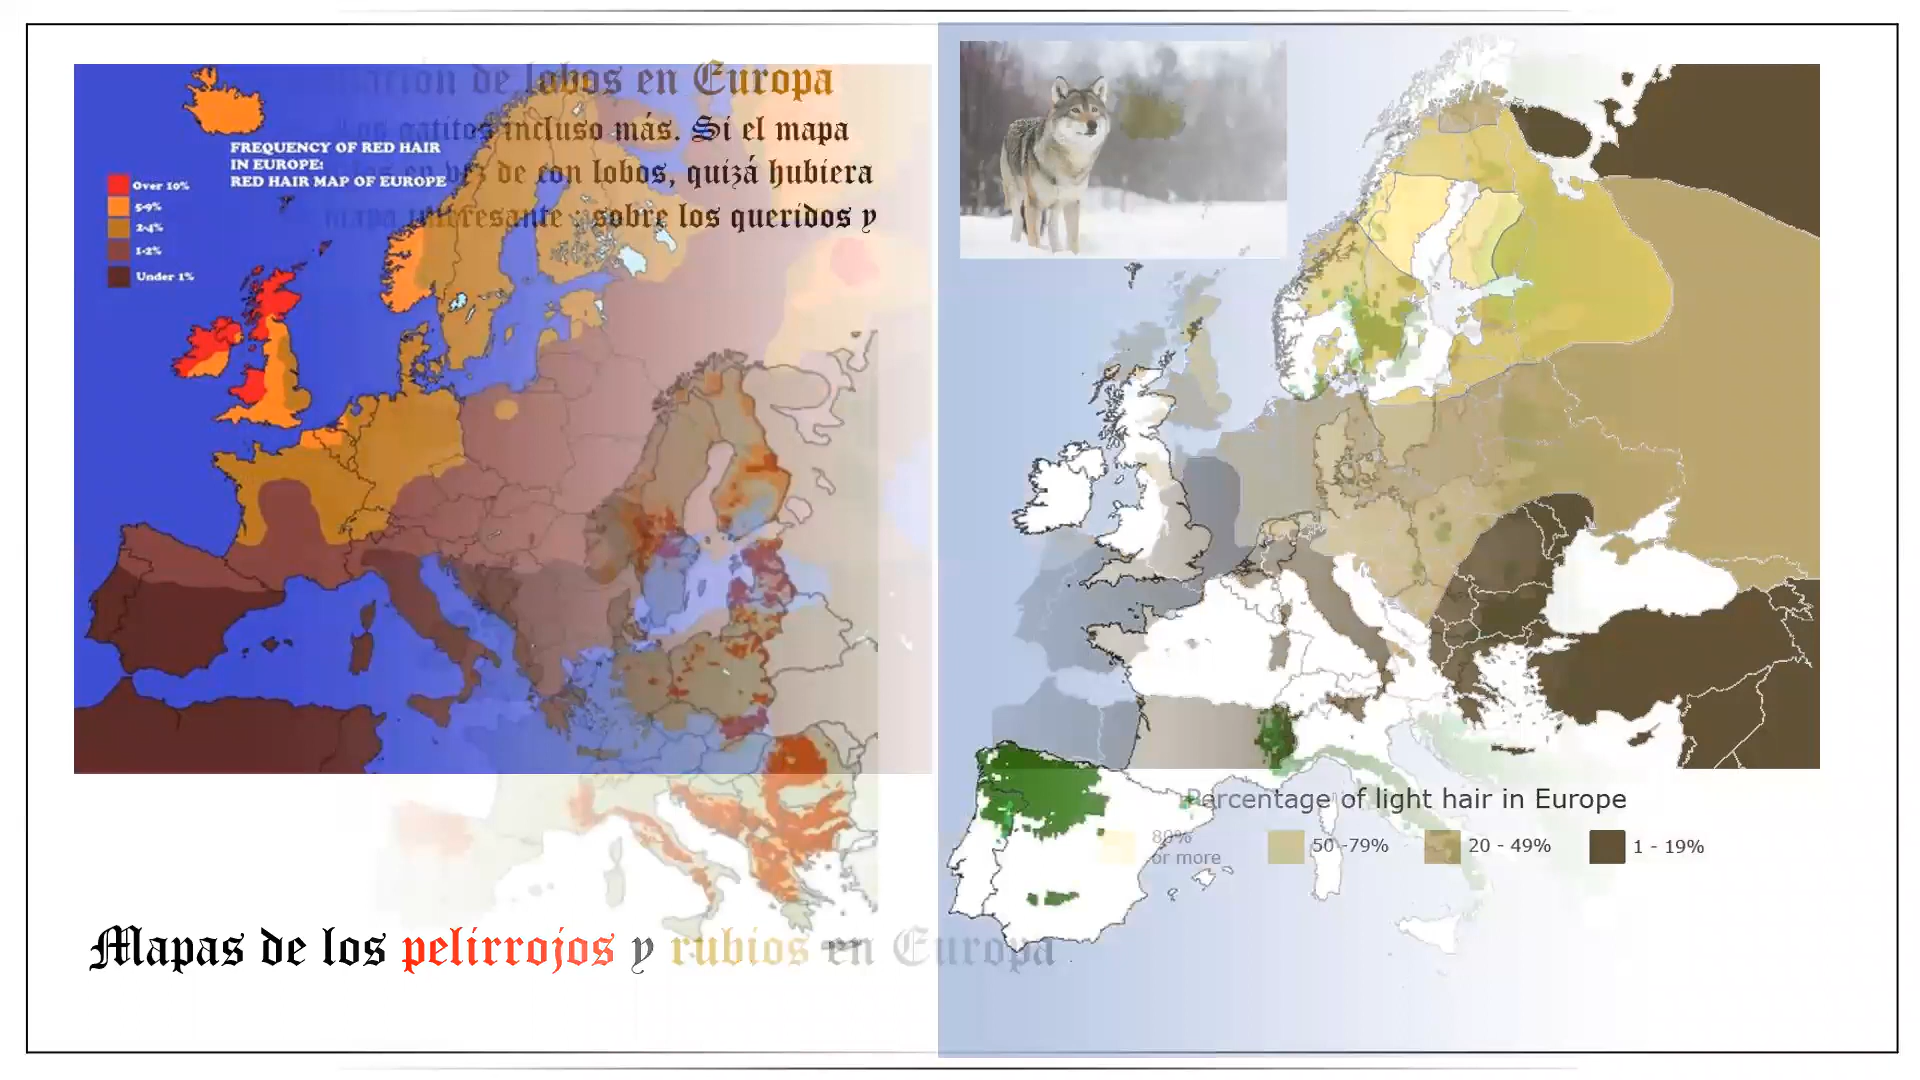 de lobos en Europa
gatitos incluso más. Si el mapa
de con lobos, quizá hubiera
mapa interesante sobre los queridos y
FREQUENCY OF RED HAIR
IN EUROPE:
RED HAIR MAP OF EUROPE
Over 10%
5-9%
2-4%
1-2%
Under 1%
Percentage of light hair in Europe
80%
or more
50 -79%
20 - 49%
1 - 19%
Mapas de los pelirrojos y rubios en Europa